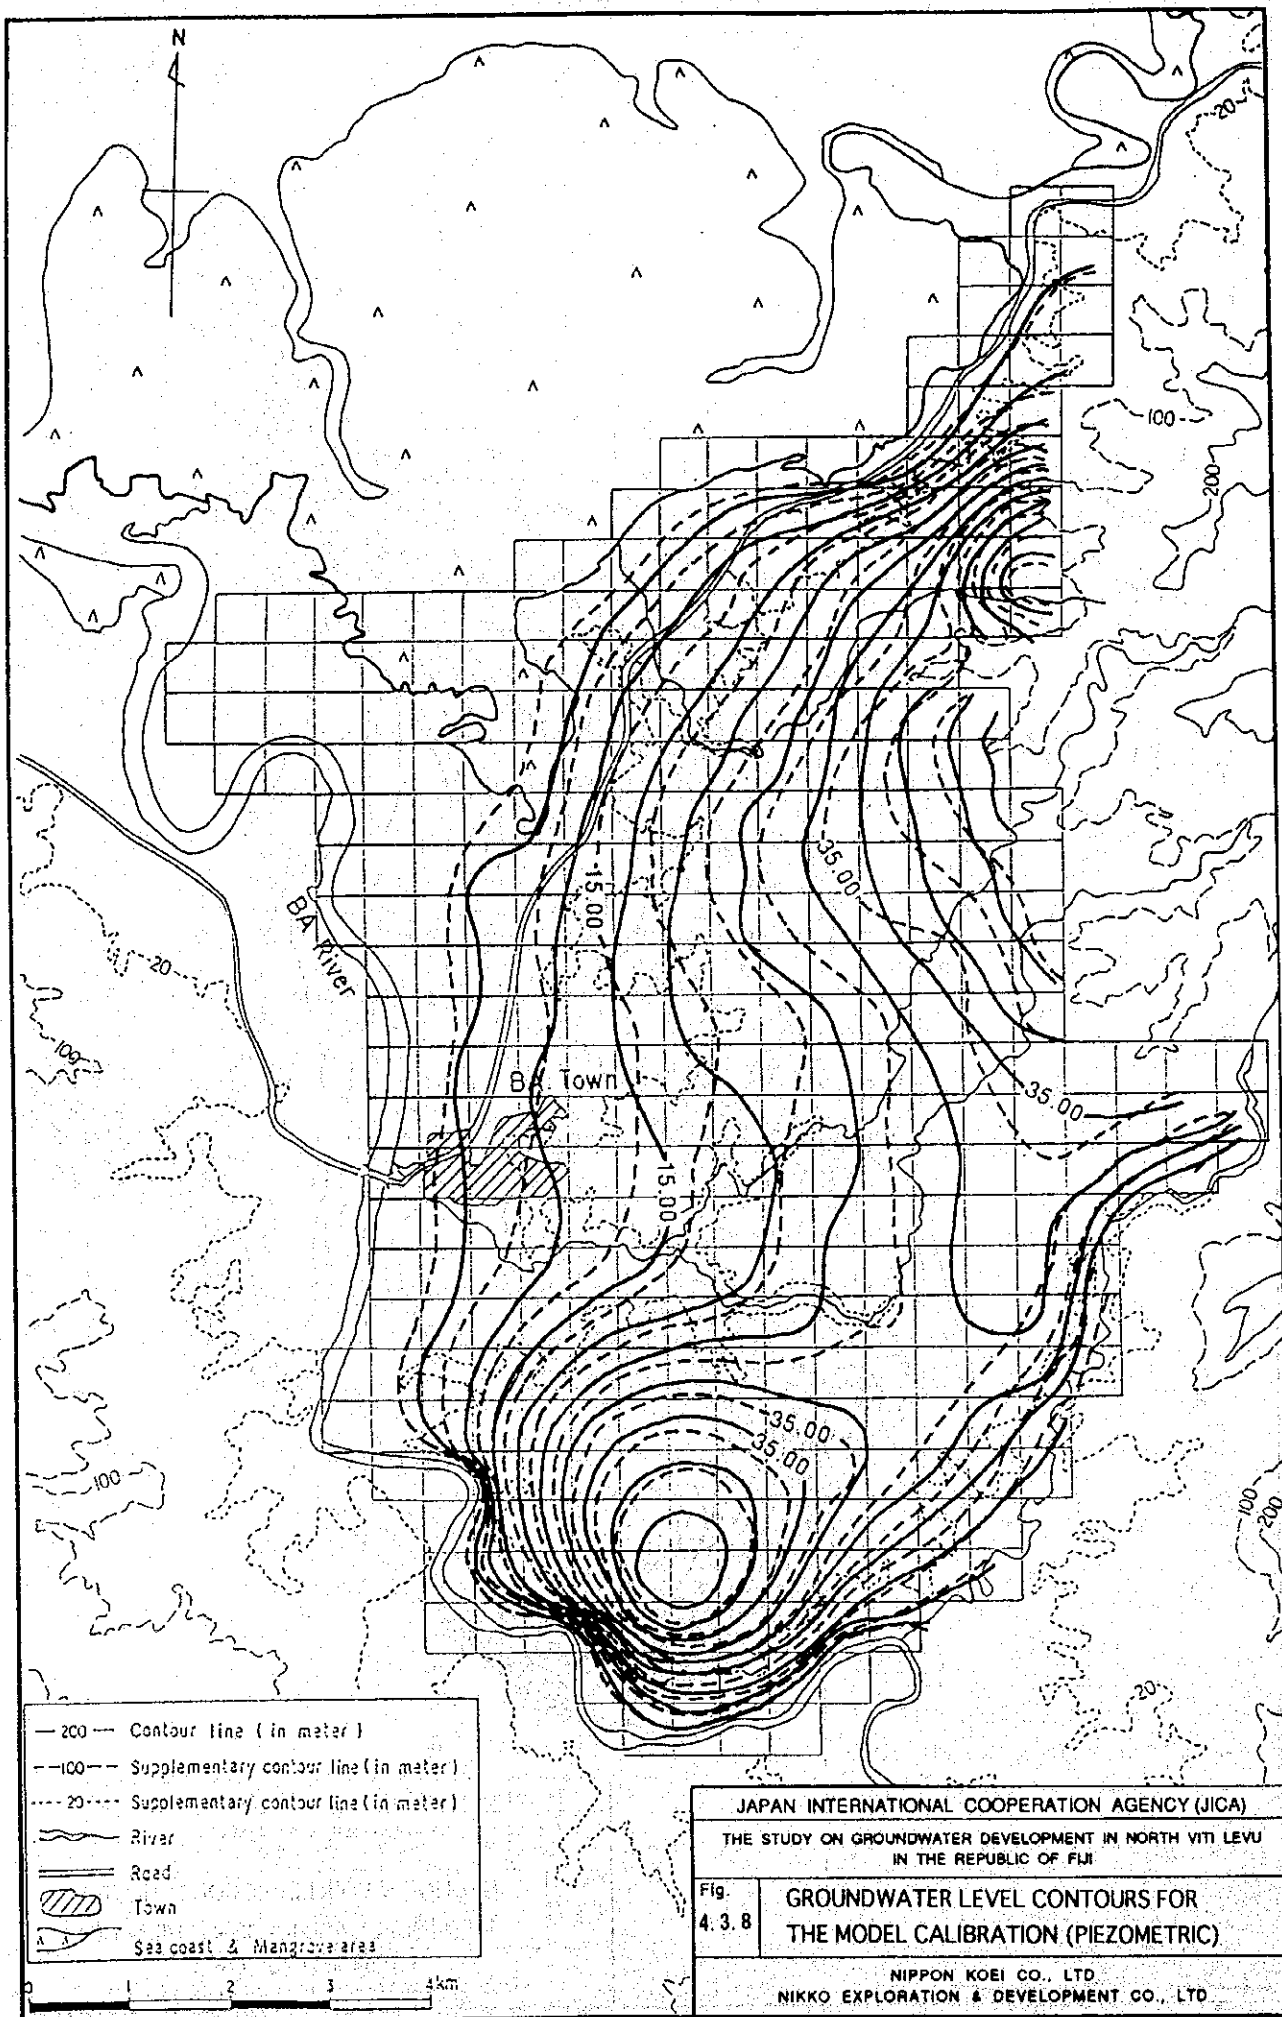 N
20
100
200
35.00
15.00
BA River
20
100
BA Town
35.00
15.00
35.00
35.00
100
100
200
20
200 Contour line (in meter)
100 Supplementary contour line (in meter)
20 Supplementary contour line (in meter)
River
Road
Town
Sea coast & Mangrove area
0 1 2 3 4km
JAPAN INTERNATIONAL COOPERATION AGENCY (JICA)
THE STUDY ON GROUNDWATER DEVELOPMENT IN NORTH VITI LEVU
IN THE REPUBLIC OF FIJI
Fig.
4.3.8
GROUNDWATER LEVEL CONTOURS FOR
THE MODEL CALIBRATION (PIEZOMETRIC)
NIPPON KOEI CO., LTD
NIKKO EXPLORATION & DEVELOPMENT CO., LTD